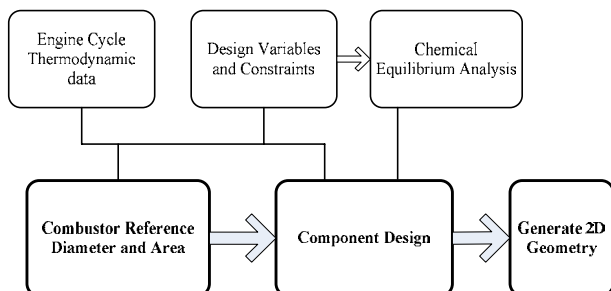 Engine Cycle
Thermodynamic
data
Design Variables
and Constraints
Chemical
Equilibrium Analysis
Combustor Reference
Diameter and Area
Component Design
Generate 2D
Geometry